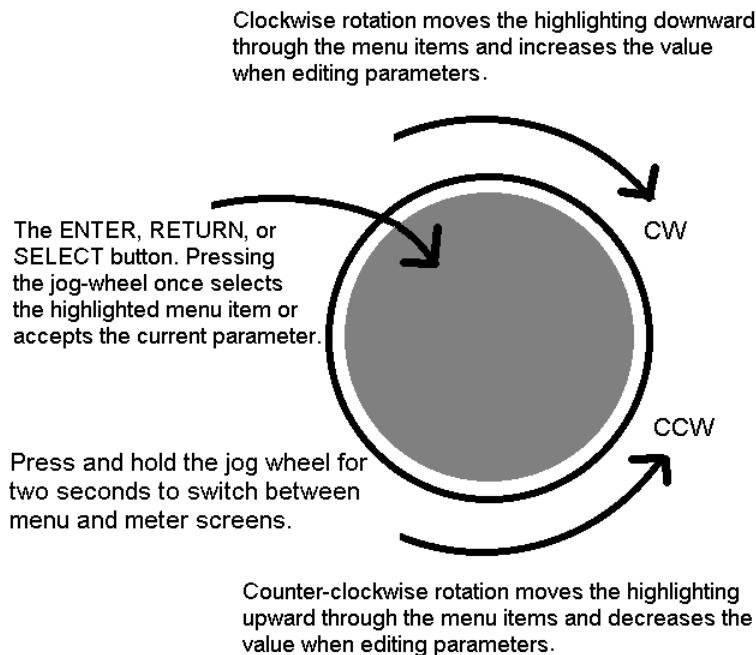 Clockwise rotation moves the highlighting downward
through the menu items and increases the value
when editing parameters.
The ENTER, RETURN, or
SELECT button. Pressing
the jog-wheel once selects
the highlighted menu item or
accepts the current parameter.
CW
CCW
Press and hold the jog wheel for
two seconds to switch between
menu and meter screens.
Counter-clockwise rotation moves the highlighting
upward through the menu items and decreases the
value when editing parameters.